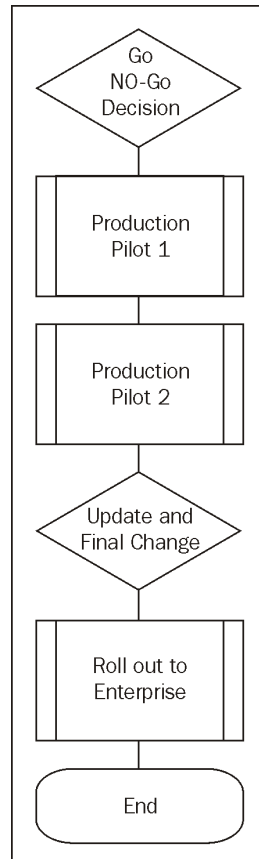 Go
NO-Go
Decision
Production
Pilot 1
Production
Pilot 2
Update and
Final Change
Roll out to
Enterprise
End